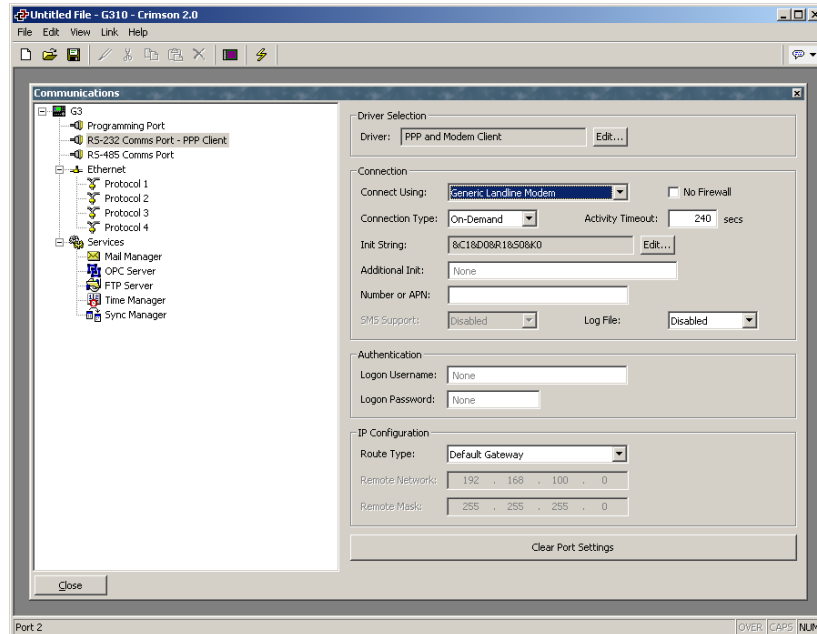 Untitled File - G310 - Crimson 2.0
File Edit View Link Help
Communications
G3
Programming Port
RS-232 Comms Port - PPP Client
RS-485 Comms Port
Ethernet
Protocol 1
Protocol 2
Protocol 3
Protocol 4
Services
Mail Manager
OPC Server
FTP Server
Time Manager
Sync Manager
Driver Selection
Driver: PPP and Modem Client Edit...
Connection
Connect Using: Generic Landline Modem No Firewall
Connection Type: On-Demand Activity Timeout: 240 secs
Init String: &C1&D0&R1&S0&K0 Edit...
Additional Init: None
Number or APN:
SMS Support: Disabled Log File: Disabled
Authentication
Logon Username: None
Logon Password: None
IP Configuration
Route Type: Default Gateway
Remote Network: 192 . 168 . 100 . 0
Remote Mask: 255 . 255 . 255 . 0
Clear Port Settings
Close
Port 2 OVER CAPS NUM